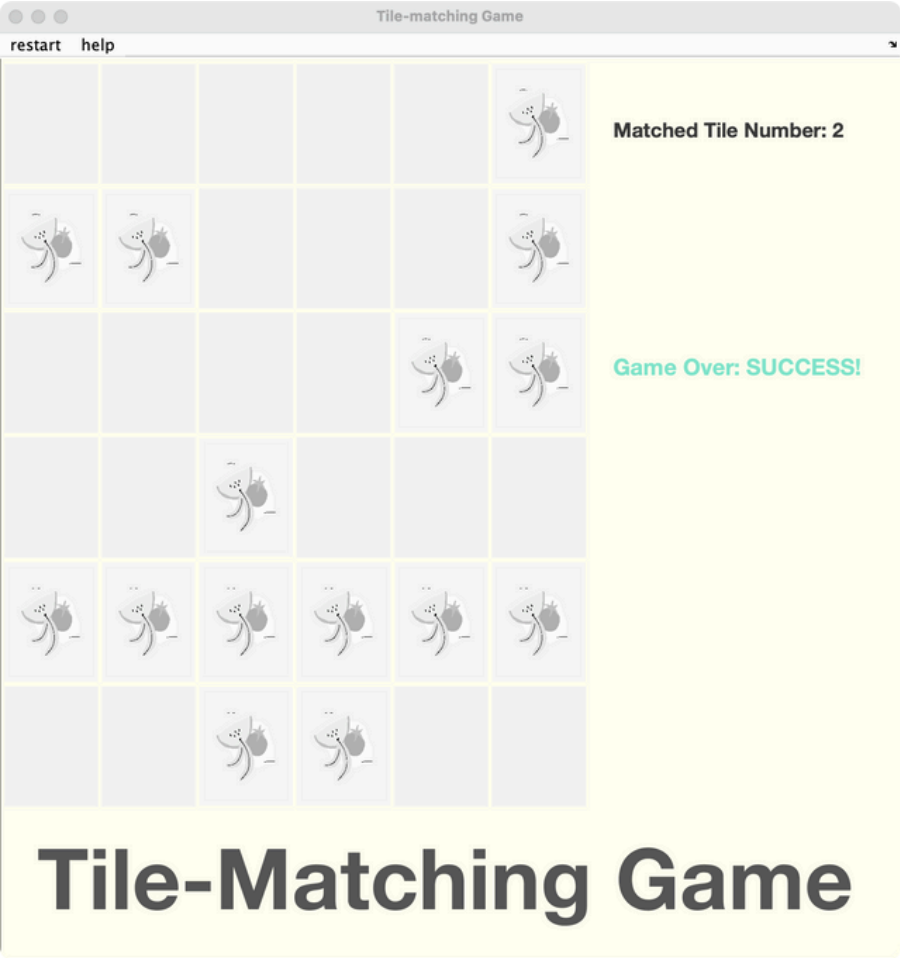 Tile-matching Game
restart help
Matched Tile Number: 2
Game Over: SUCCESS!
Tile-Matching Game